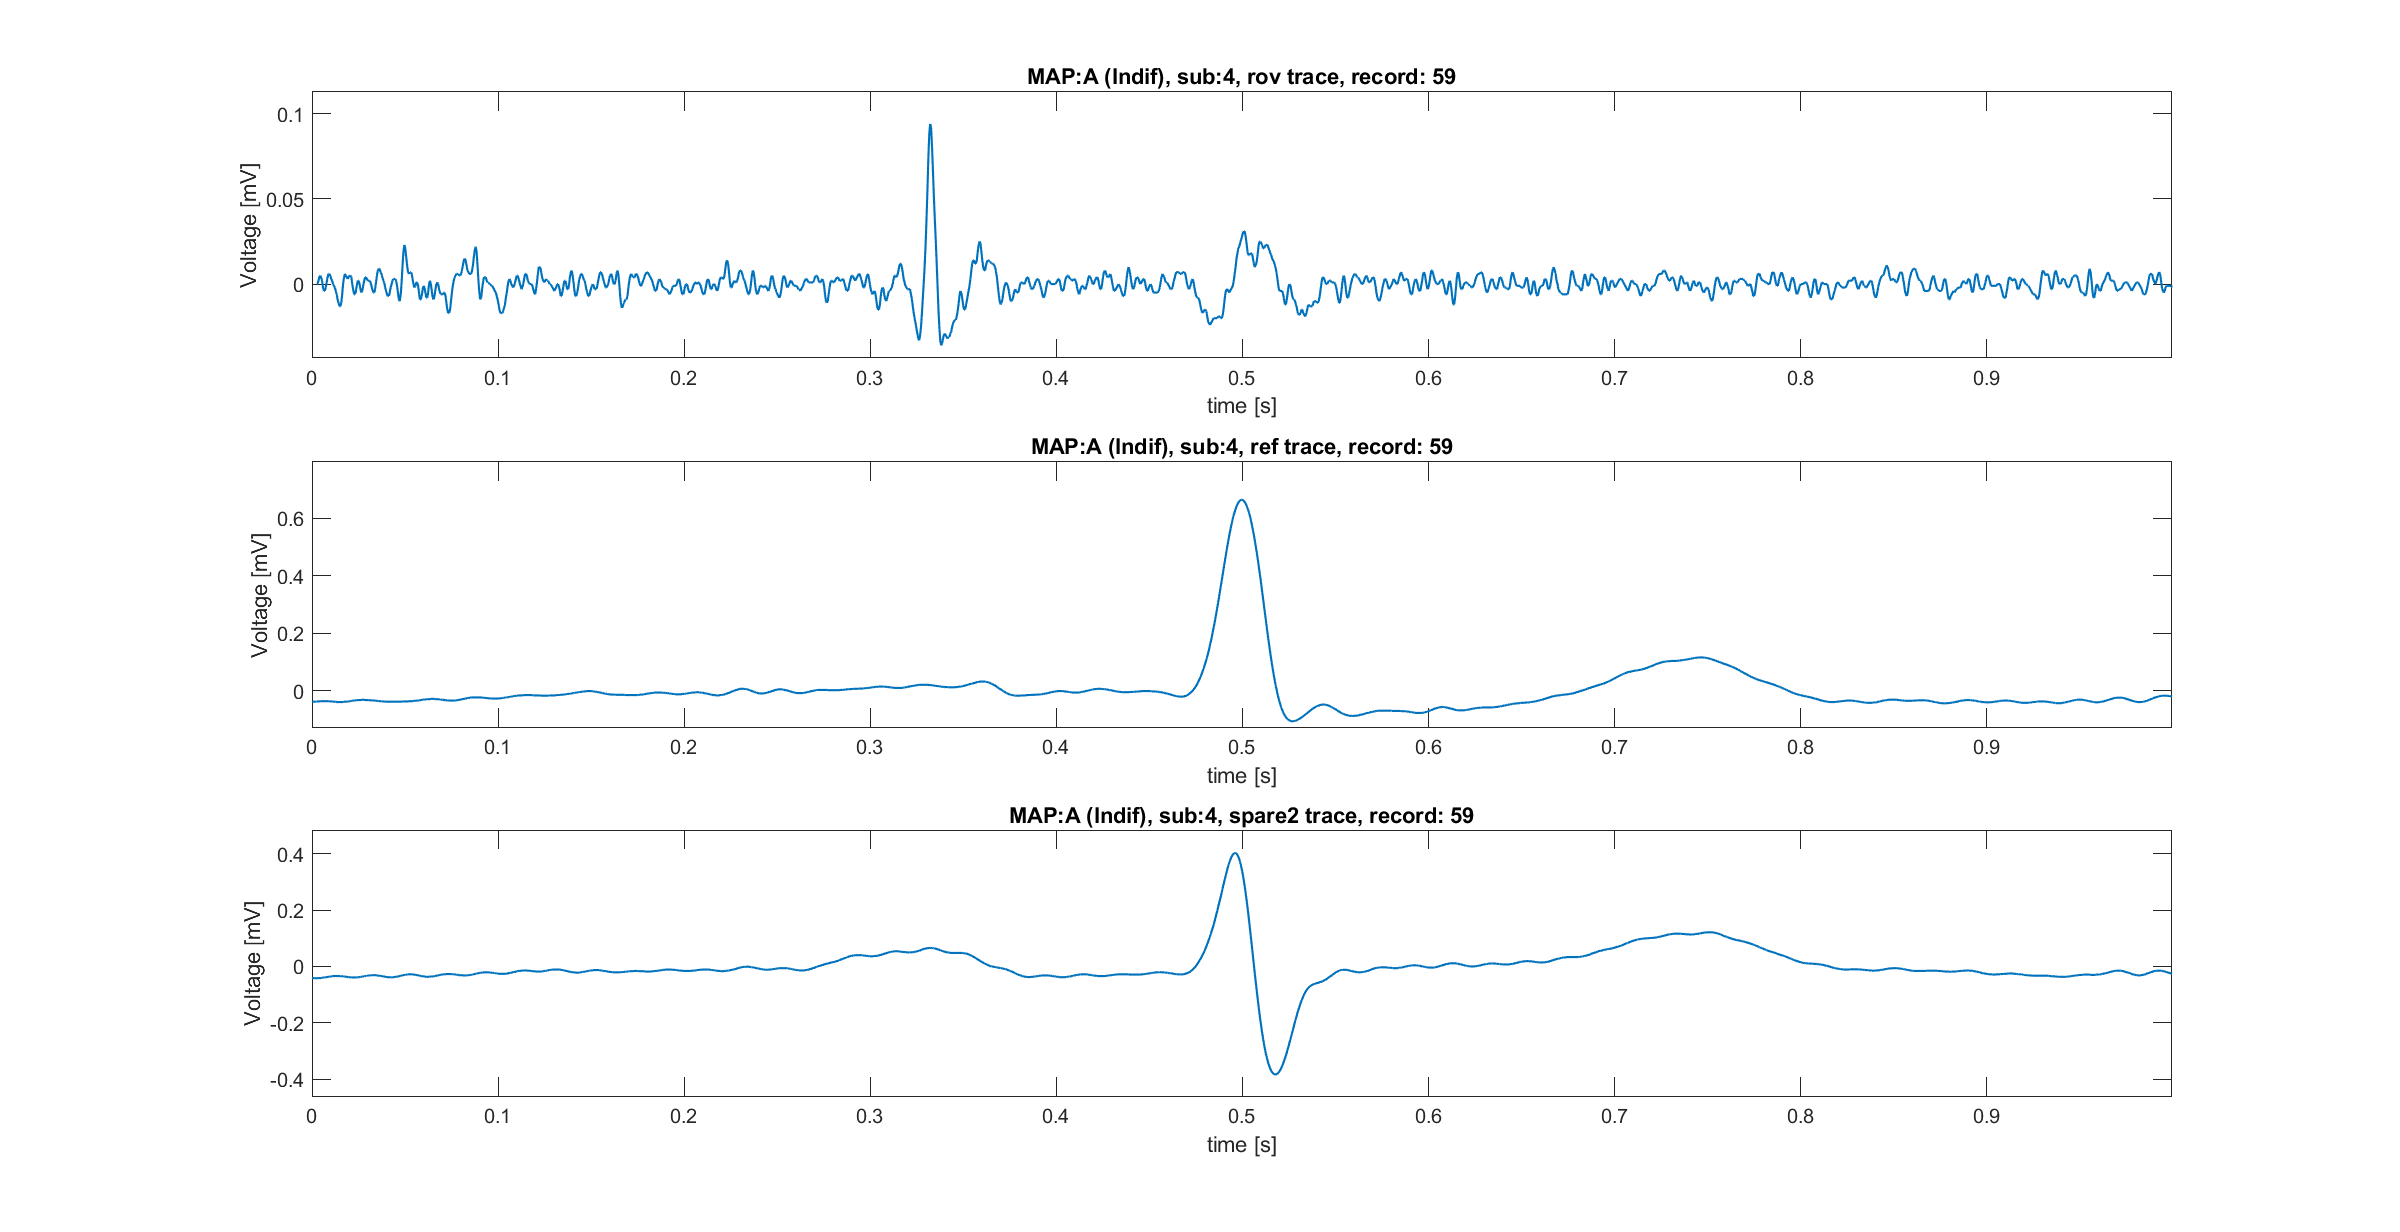 MAP:A (Indif), sub:4, rov trace, record: 59
Voltage [mV]
0.1
0.05
0
0 0.1 0.2 0.3 0.4 0.5 0.6 0.7 0.8 0.9
time [s]
MAP:A (Indif), sub:4, ref trace, record: 59
Voltage [mV]
0.6
0.4
0.2
0
0 0.1 0.2 0.3 0.4 0.5 0.6 0.7 0.8 0.9
time [s]
MAP:A (Indif), sub:4, spare2 trace, record: 59
Voltage [mV]
0.4
0.2
0
-0.2
-0.4
0 0.1 0.2 0.3 0.4 0.5 0.6 0.7 0.8 0.9
time [s]